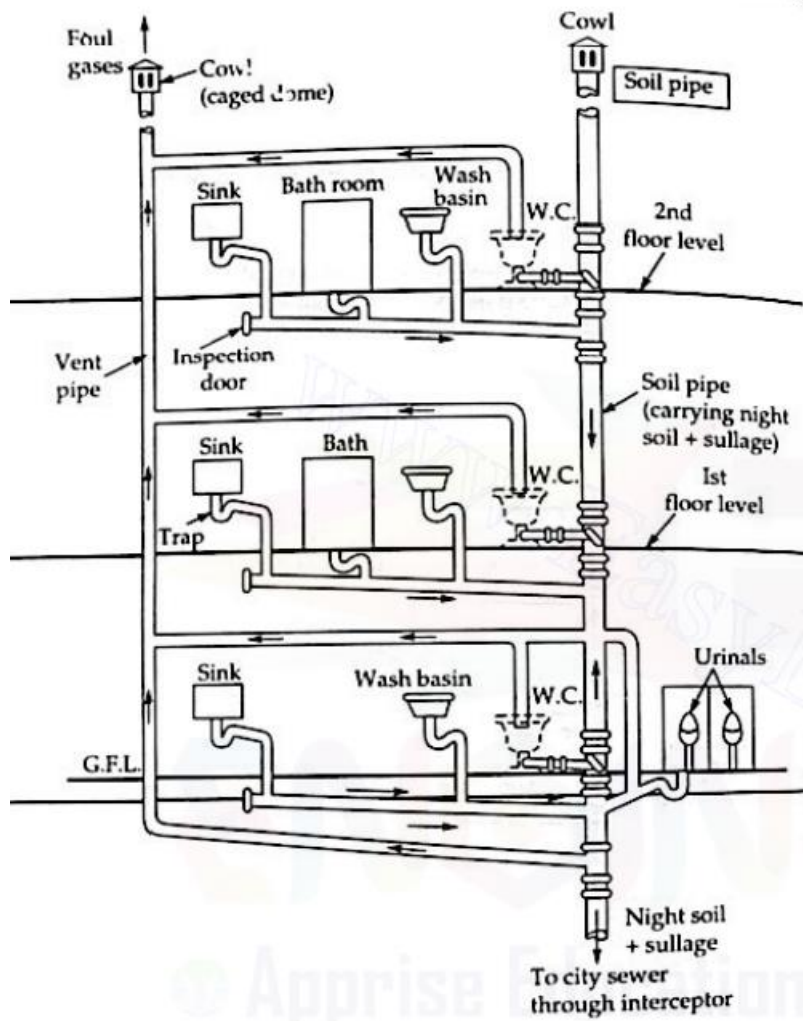 Foul
gases
Cowl
(caged dome)
Cowl
Soil pipe
Sink
Bath room
Wash
basin
W.C.
2nd
floor level
Vent
pipe
Inspection
door
Soil pipe
(carrying night
soil + sullage)
Sink
Bath
W.C.
Ist
floor level
Trap
Sink
Wash basin
W.C.
Urinals
G.F.L.
Night soil
+ sullage
To city sewer
through interceptor
Apprise Education